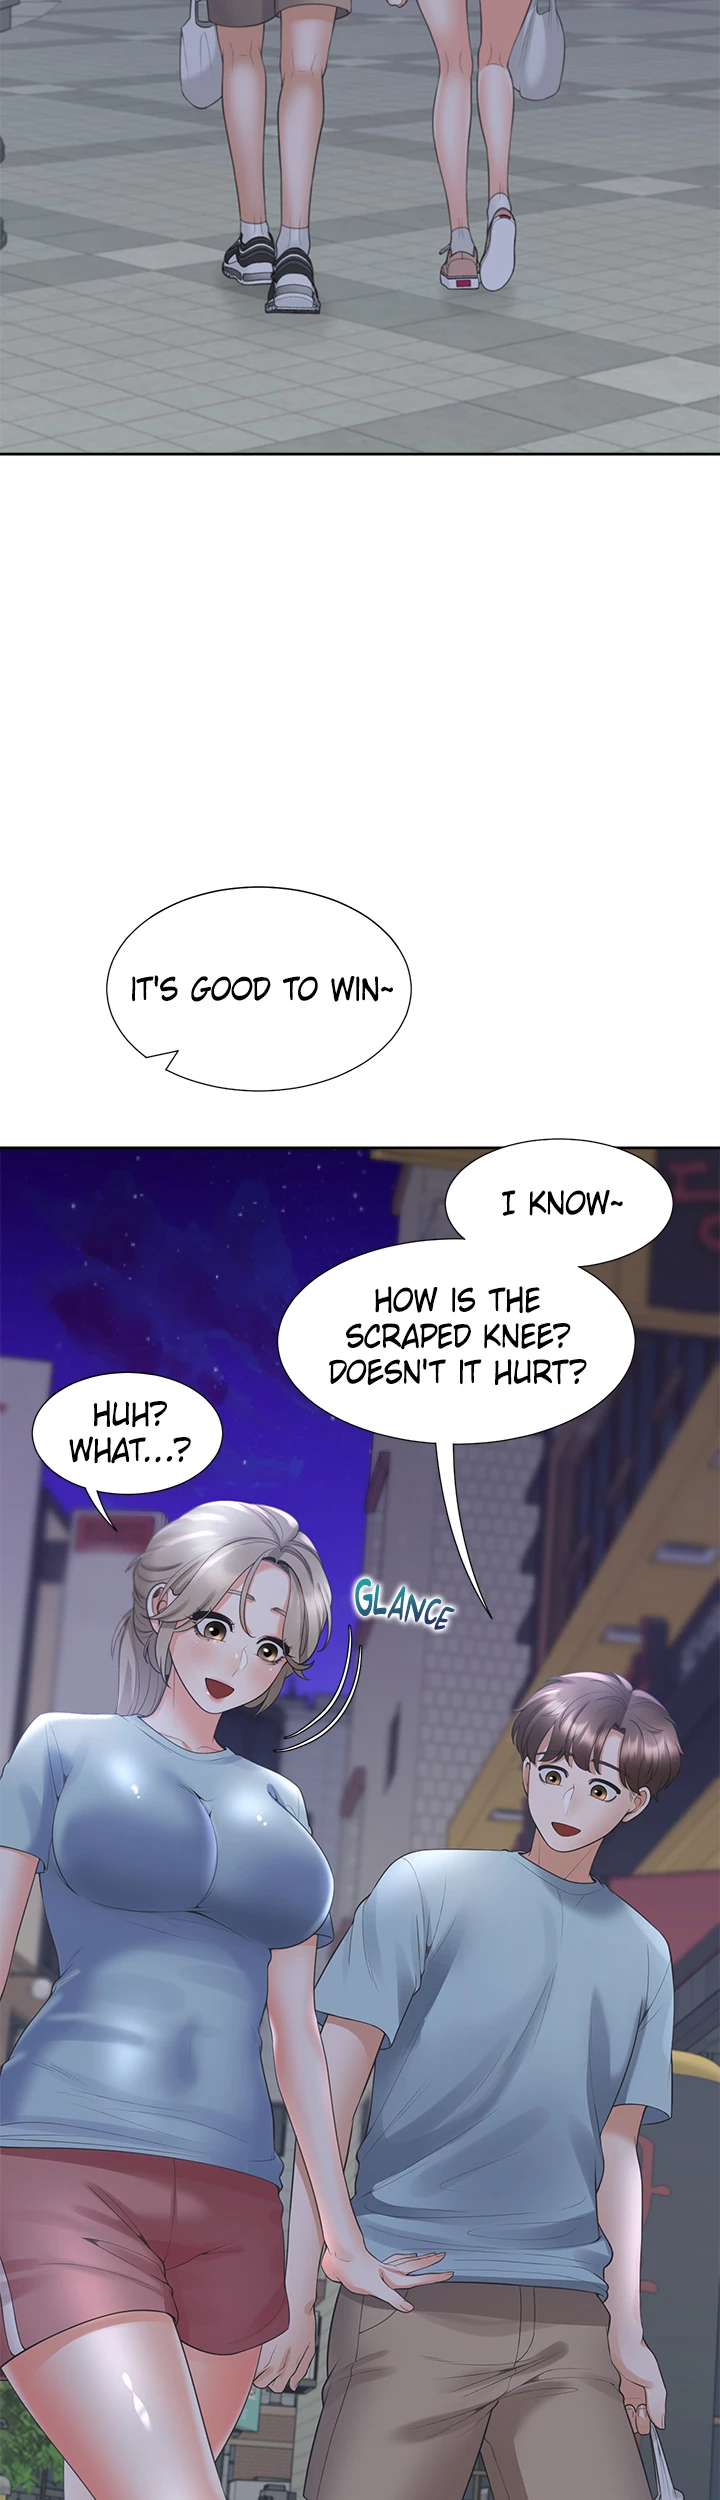 IT'S GOOD TO WIN~
I KNOW~
HOW IS THE
SCRAPED KNEE?
DOESN'T IT HURT?
HUH?
WHAT...?
GLANCE